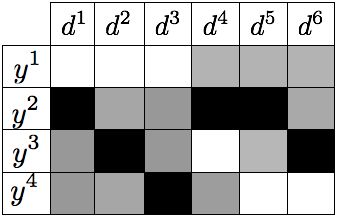 d¹ d² d³ d⁴ d⁵ d⁶
y¹
y²
y³
y⁴